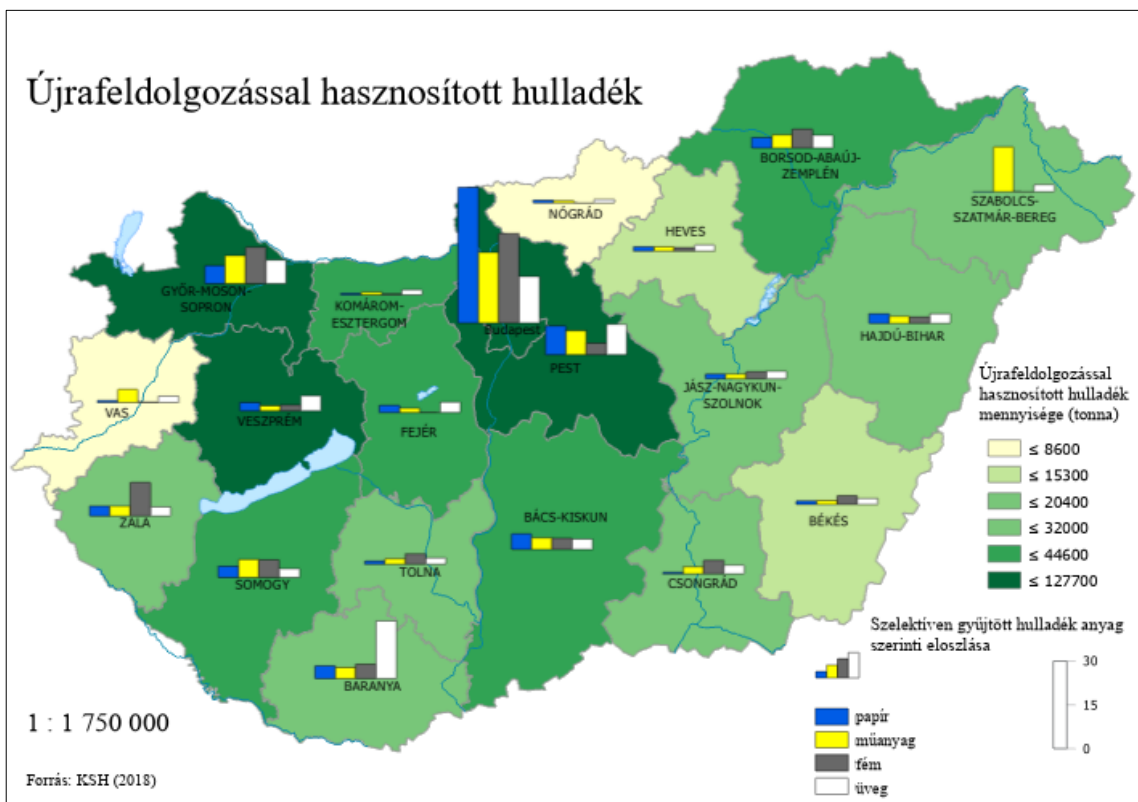 Újrafeldolgozással hasznosított hulladék
BORSOD-ABAÚJ-
ZEMPLÉN
SZABOLCS-
SZATMÁR-BEREG
NÓGRÁD
HEVES
GYŐR-MOSON-
SOPRON
KOMÁROM-
ESZTERGOM
Budapest
PEST
HAJDÚ-BIHAR
JÁSZ-NAGYKUN-
SZOLNOK
VAS
VESZPRÉM
FEJÉR
ZALA
BÁCS-KISKUN
BÉKÉS
SOMOGY
TOLNA
CSONGRÁD
BARANYA
Újrafeldolgozással
hasznosított hulladék
mennyisége (tonna)
≤ 8600
≤ 15300
≤ 20400
≤ 32000
≤ 44600
≤ 127700
Szelektíven gyűjtött hulladék anyag
szerinti eloszlása
30
15
0
papír
műanyag
fém
üveg
1 : 1 750 000
Forrás: KSH (2018)